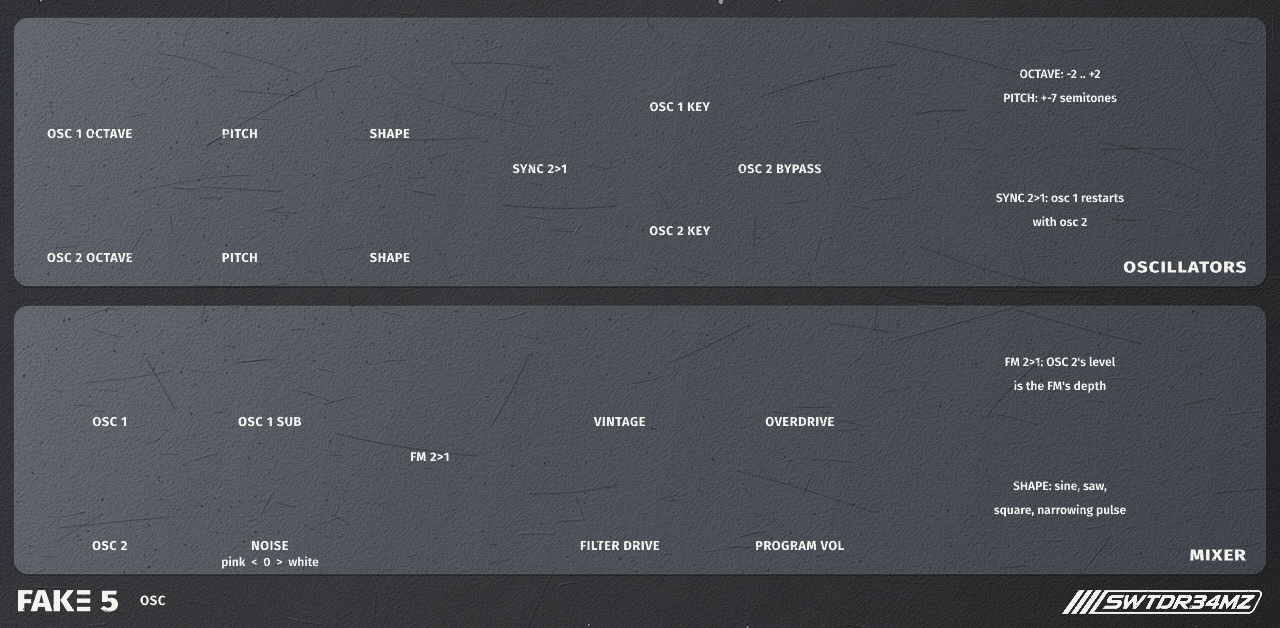 OCTAVE: -2 .. +2
PITCH: +-7 semitones
OSC 1 KEY
OSC 1 OCTAVE PITCH SHAPE
SYNC 2>1 OSC 2 BYPASS
SYNC 2>1: osc 1 restarts
with osc 2
OSC 2 KEY
OSC 2 OCTAVE PITCH SHAPE
OSCILLATORS
FM 2>1: OSC 2's level
is the FM's depth
OSC 1 OSC 1 SUB VINTAGE OVERDRIVE
FM 2>1
SHAPE: sine, saw,
square, narrowing pulse
OSC 2 NOISE FILTER DRIVE PROGRAM VOL
pink < 0 > white
MIXER
FAKE 5 OSC SWTDR34MZ